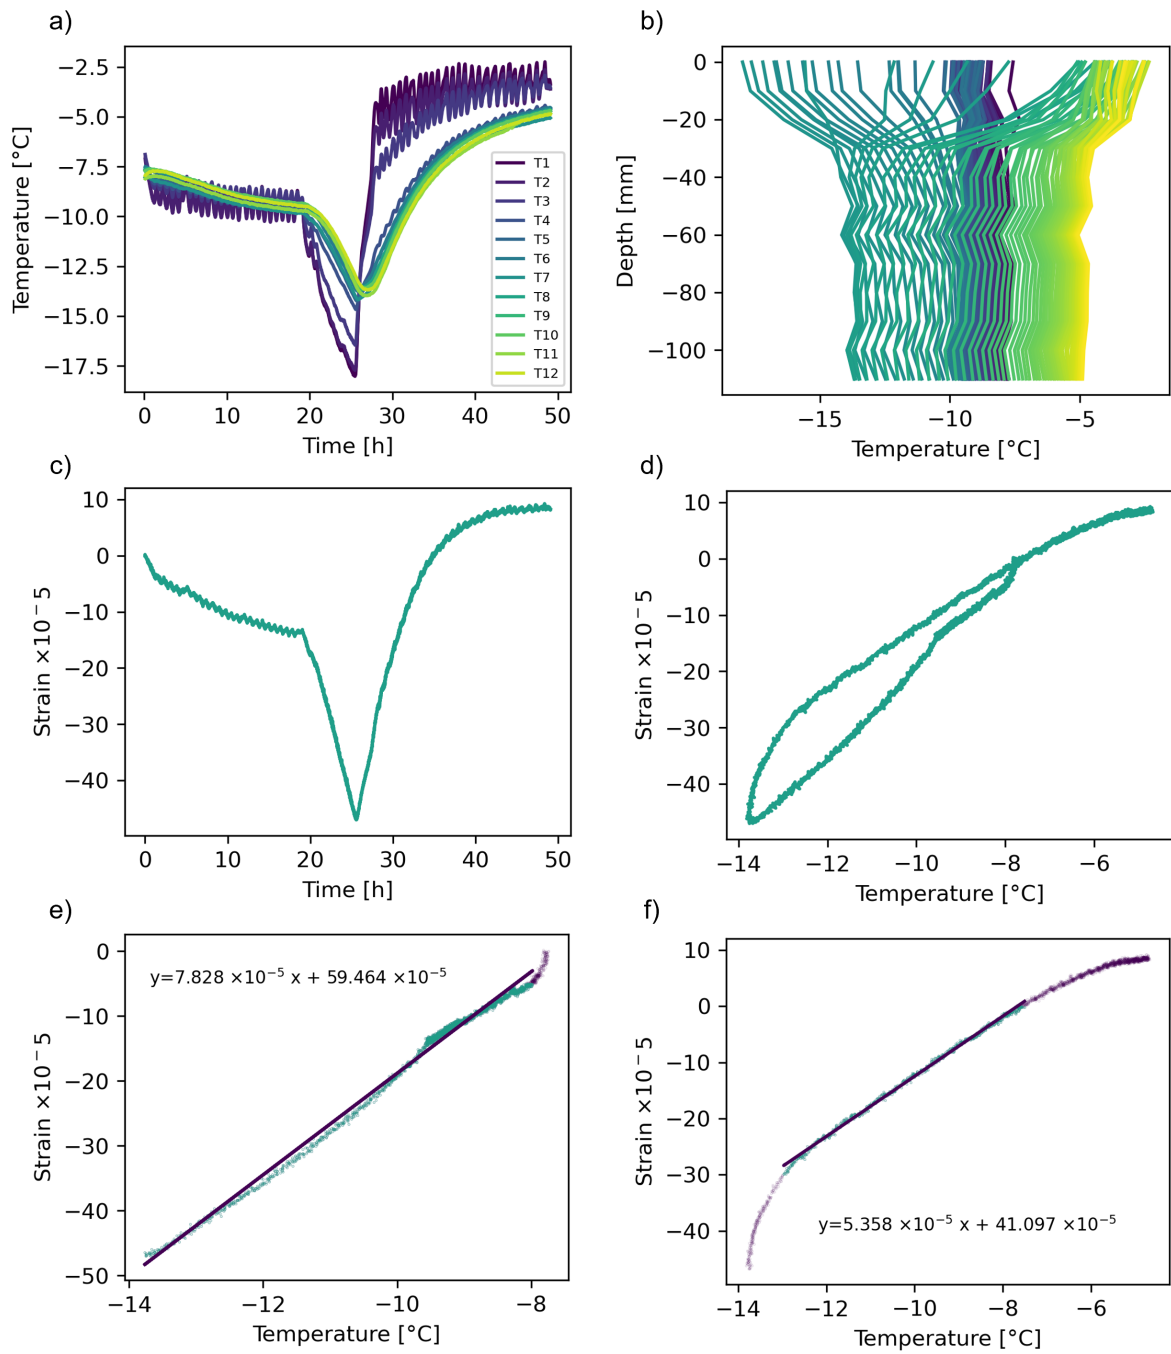 a)
−2.5
−5.0
−7.5
−10.0
−12.5
−15.0
−17.5
Temperature [°C]
T1
T2
T3
T4
T5
T6
T7
T8
T9
T10
T11
T12
0 10 20 30 40 50
Time [h]
b)
0
−20
−40
−60
−80
−100
Depth [mm]
−15 −10 −5
Temperature [°C]
c)
10
0
−10
−20
−30
−40
Strain ×10⁻5
0 10 20 30 40 50
Time [h]
d)
10
0
−10
−20
−30
−40
Strain ×10⁻5
−14 −12 −10 −8 −6
Temperature [°C]
e)
0
−10
−20
−30
−40
−50
Strain ×10⁻5
y=7.828 ×10⁻⁵ x + 59.464 ×10⁻⁵
−14 −12 −10 −8
Temperature [°C]
f)
10
0
−10
−20
−30
−40
Strain ×10⁻5
y=5.358 ×10⁻⁵ x + 41.097 ×10⁻⁵
−14 −12 −10 −8 −6
Temperature [°C]